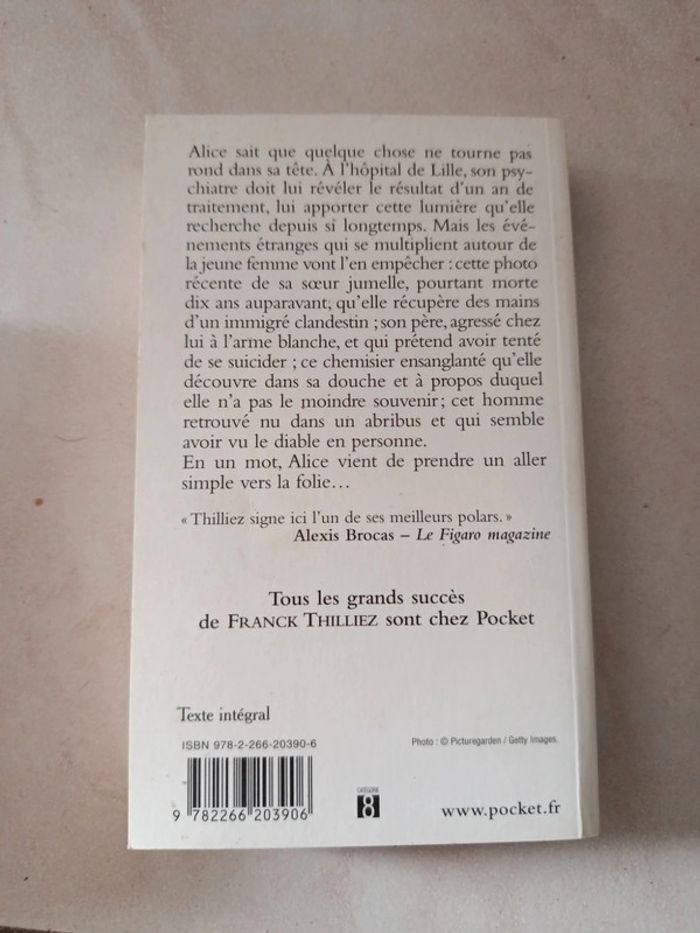 Alice sait que quelque chose ne tourne pas
rond dans sa tête. À l'hôpital de Lille, son psy-
chiatre doit lui révéler le résultat d'un an de
traitement, lui apporter cette lumière qu'elle
recherche depuis si longtemps. Mais les évé-
nements étranges qui se multiplient autour de
la jeune femme vont l'en empêcher : cette photo
récente de sa sœur jumelle, pourtant morte
dix ans auparavant, qu'elle récupère des mains
d'un immigré clandestin ; son père, agressé chez
lui à l'arme blanche, et qui prétend avoir tenté
de se suicider ; ce chemisier ensanglanté qu'elle
découvre dans sa douche et à propos duquel
elle n'a pas le moindre souvenir ; cet homme
retrouvé nu dans un abribus et qui semble
avoir vu le diable en personne.
En un mot, Alice vient de prendre un aller
simple vers la folie…
« Thilliez signe ici l'un de ses meilleurs polars. »
Alexis Brocas – Le Figaro magazine
Tous les grands succès
de FRANCK THILLIEZ sont chez Pocket
Texte intégral
ISBN 978-2-266-20390-6
Photo : © Picturegarden / Getty Images.
9 782266 203906
CATÉGORIE
8
www.pocket.fr